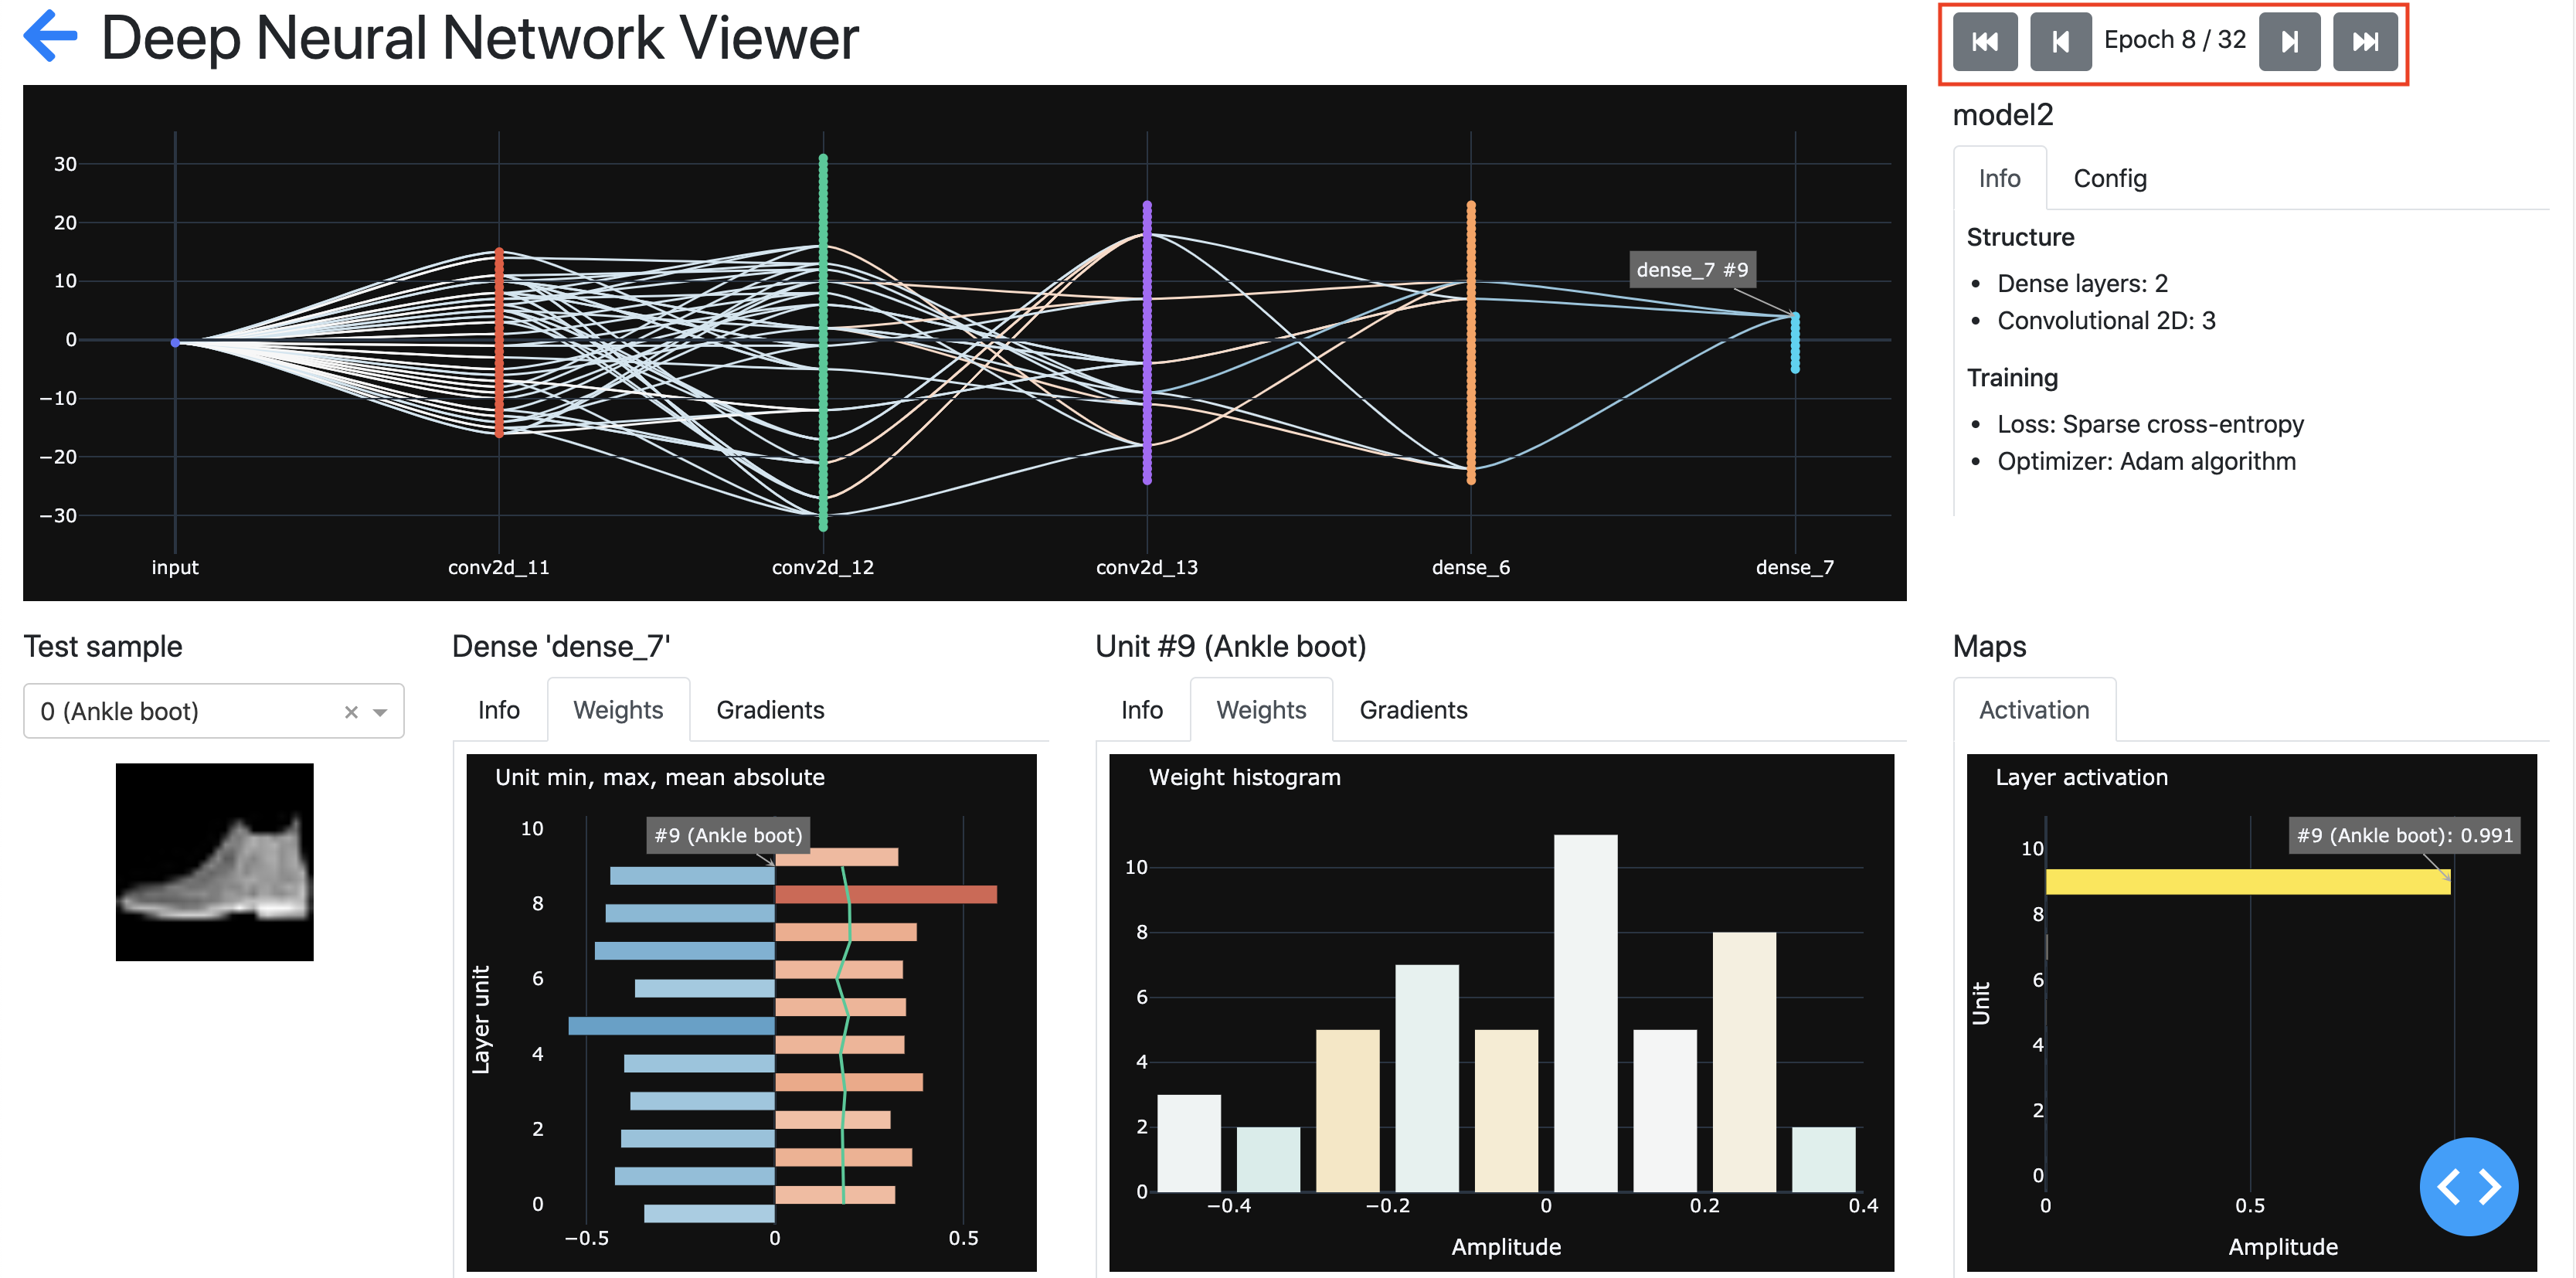 Deep Neural Network Viewer
Epoch 8 / 32
model2
Info Config
Structure
• Dense layers: 2
• Convolutional 2D: 3
Training
• Loss: Sparse cross-entropy
• Optimizer: Adam algorithm
30
20
10
0
−10
−20
−30
dense_7 #9
input conv2d_11 conv2d_12 conv2d_13 dense_6 dense_7
Test sample
0 (Ankle boot) ×
Dense 'dense_7'
Info Weights Gradients
Unit min, max, mean absolute
#9 (Ankle boot)
Layer unit
10
8
6
4
2
0
−0.5 0 0.5
Unit #9 (Ankle boot)
Info Weights Gradients
Weight histogram
10
8
6
4
2
0
−0.4 −0.2 0 0.2 0.4
Amplitude
Maps
Activation
Layer activation
#9 (Ankle boot): 0.991
Unit
10
8
6
4
2
0
0 0.5
Amplitude